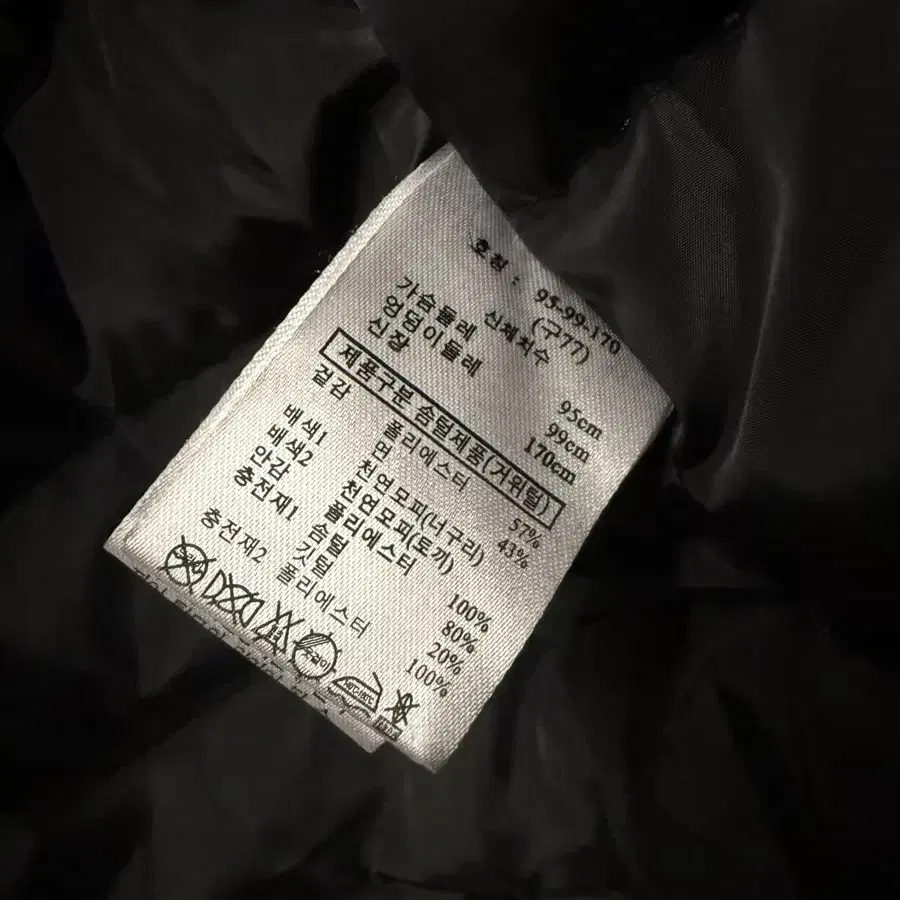 호칭 : 95-99-170
(구77)
신체치수
가슴둘레 95cm
엉덩이둘레 99cm
신장 170cm
제품구분 솜털제품(거위털)
겉감 폴리에스터 57%
면 43%
배색1 천연모피(너구리)
배색2 천연모피(토끼)
안감 폴리에스터 100%
충전재1 솜털 80%
깃털 20%
충전재2 폴리에스터 100%